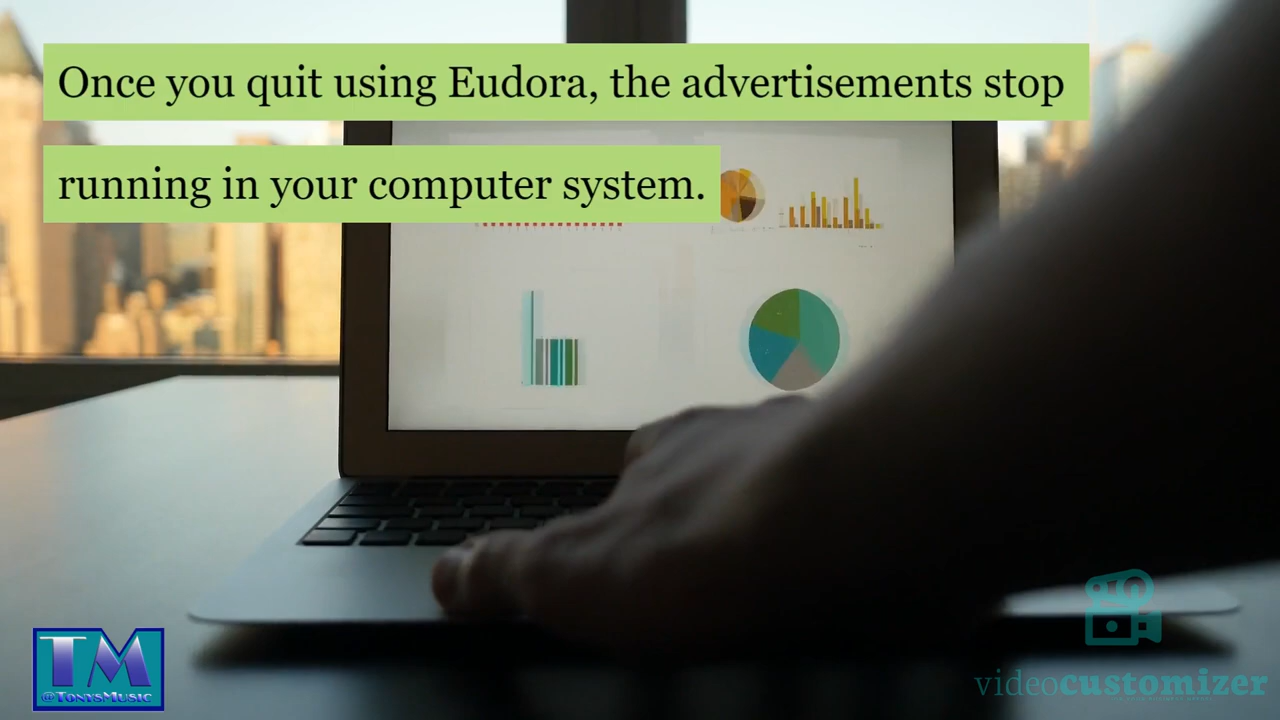 Once you quit using Eudora, the advertisements stop
running in your computer system.
TM
@TonysMusic
videocustomizer